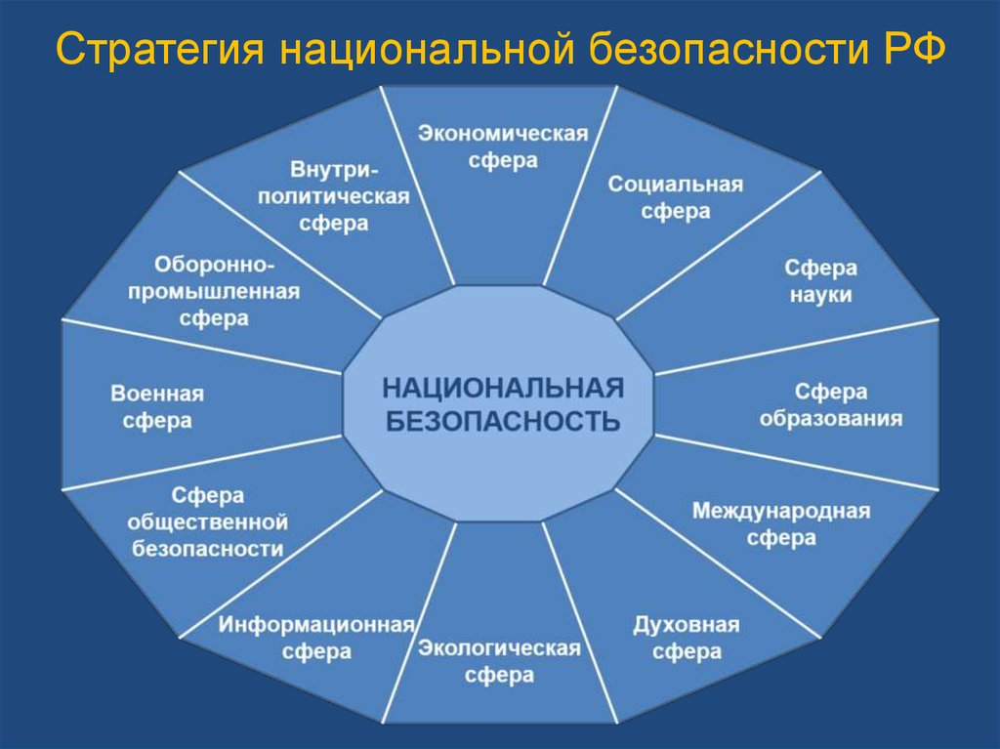 Стратегия национальной безопасности РФ
Экономическая
сфера
Социальная
сфера
Сфера
науки
Сфера
образования
Международная
сфера
Духовная
сфера
Экологическая
сфера
Информационная
сфера
Сфера
общественной
безопасности
Военная
сфера
Оборонно-
промышленная
сфера
Внутри-
политическая
сфера
НАЦИОНАЛЬНАЯ
БЕЗОПАСНОСТЬ